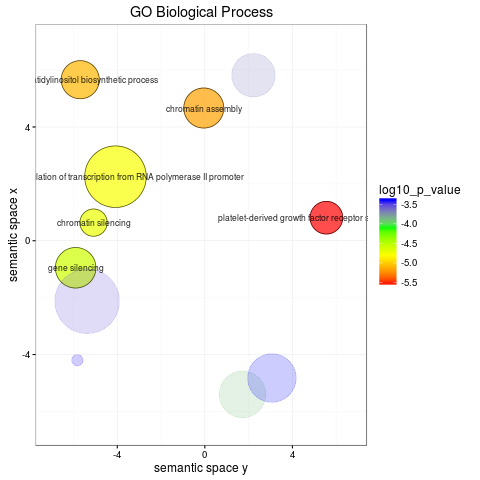 GO Biological Process
tidylinositol biosynthetic process
chromatin assembly
lation of transcription from RNA polymerase II promoter
chromatin silencing
platelet-derived growth factor receptor s
gene silencing
4
0
-4
-4
0
4
semantic space x
semantic space y
log10_p_value
-3.5
-4.0
-4.5
-5.0
-5.5